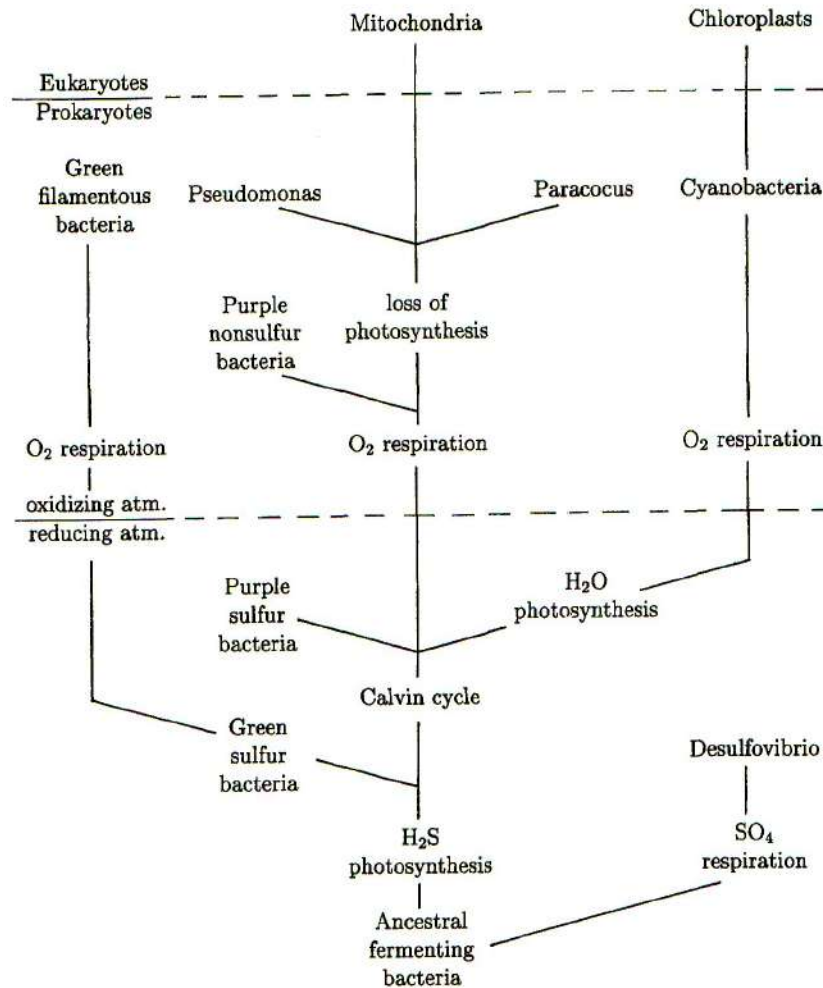 Mitochondria
Chloroplasts
Eukaryotes
Prokaryotes
Green
filamentous
bacteria
Pseudomonas
Paracocus
Cyanobacteria
Purple
nonsulfur
bacteria
loss of
photosynthesis
O₂ respiration
O₂ respiration
O₂ respiration
oxidizing atm.
reducing atm.
Purple
sulfur
bacteria
H₂O
photosynthesis
Calvin cycle
Green
sulfur
bacteria
Desulfovibrio
H₂S
photosynthesis
SO₄
respiration
Ancestral
fermenting
bacteria